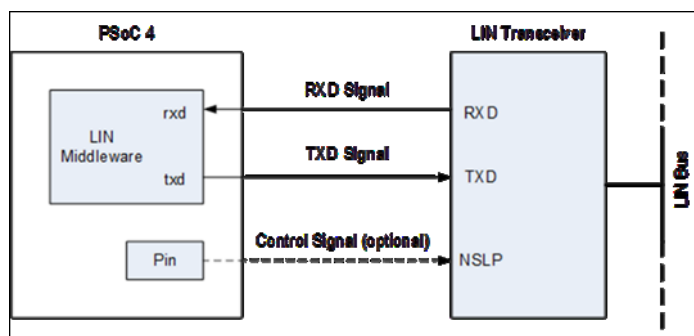 PSoC 4
LIN Transceiver
RXD Signal
rxd
RXD
LIN
Middleware
TXD Signal
txd
TXD
Control Signal (optional)
Pin
NSLP
LIN Bus